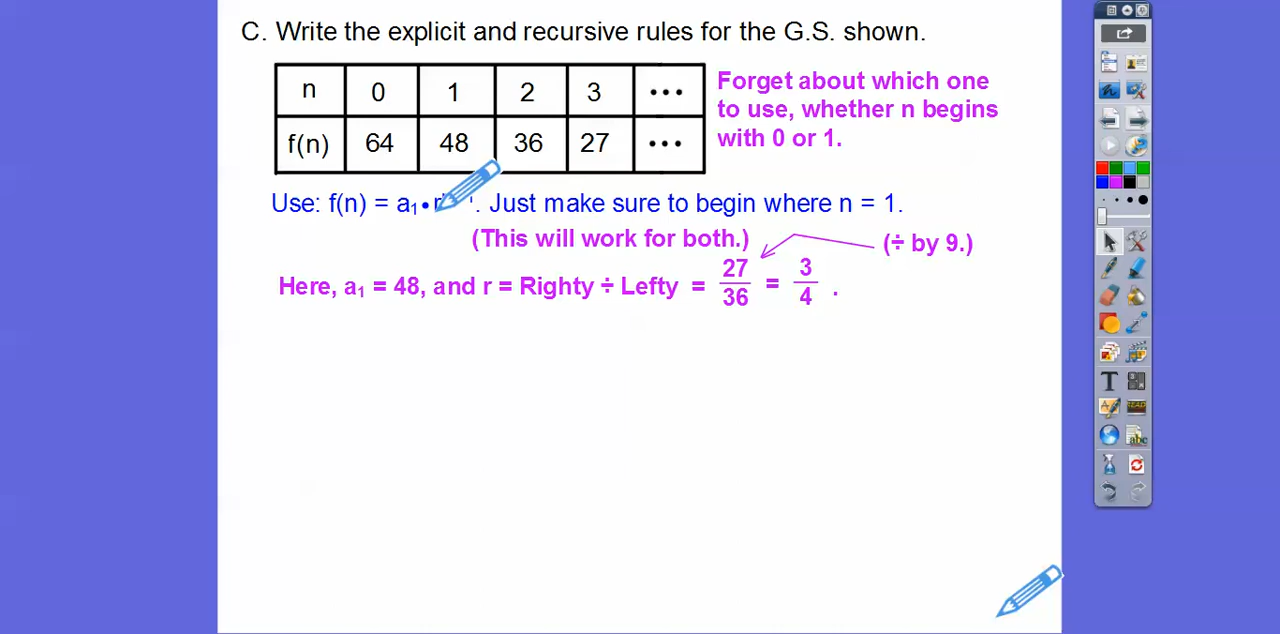 C. Write the explicit and recursive rules for the G.S. shown.
n 0 1 2 3 •••
f(n) 64 48 36 27 •••
Forget about which one
to use, whether n begins
with 0 or 1.
Use: f(n) = a₁ • . Just make sure to begin where n = 1.
(This will work for both.)
(÷ by 9.)
Here, a₁ = 48, and r = Righty ÷ Lefty = 27/36 = 3/4 .